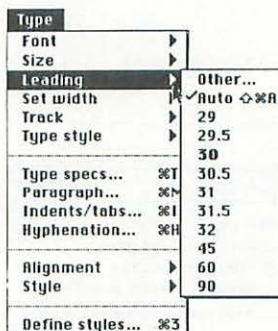 Type
Font
Size
Leading
Set width
Track
Type style
Type specs... ⌘T
Paragraph... ⌘M
Indents/tabs... ⌘I
Hyphenation... ⌘H
Alignment
Style
Define styles... ⌘3
Other...
✓Auto ⇧⌘A
29
29.5
30
30.5
31
31.5
32
45
60
90